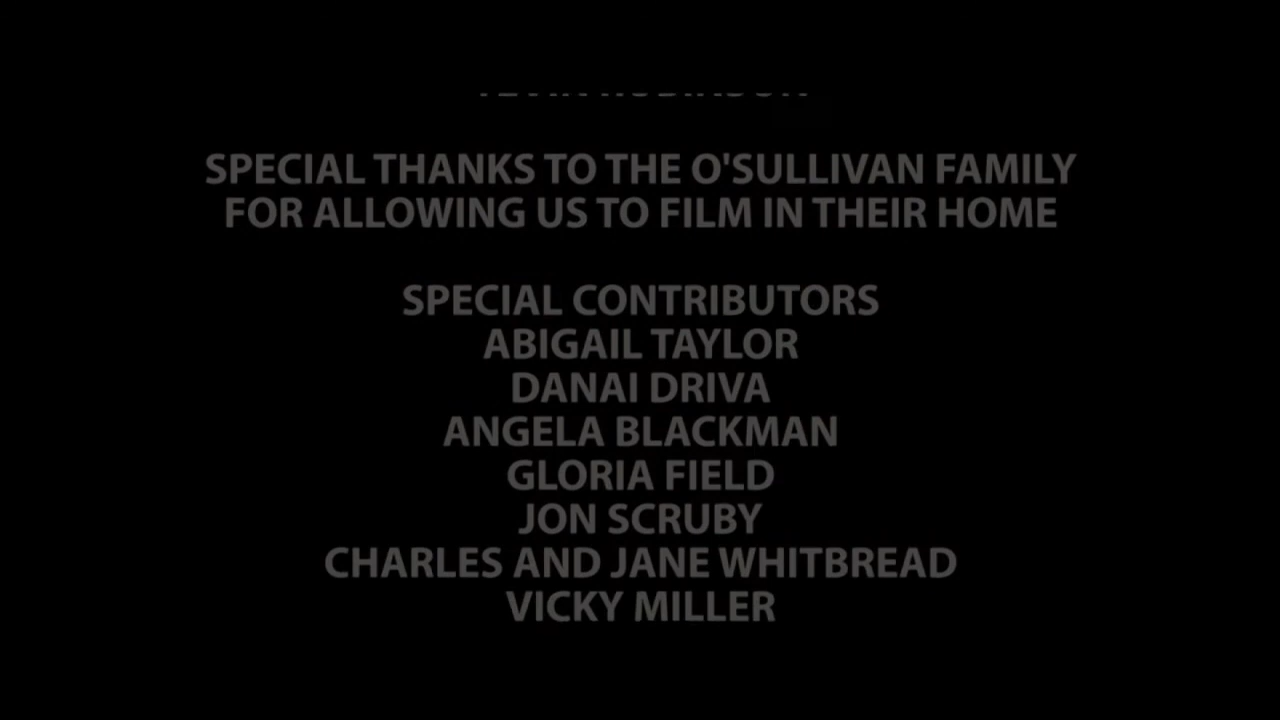 SPECIAL THANKS TO THE O'SULLIVAN FAMILY
FOR ALLOWING US TO FILM IN THEIR HOME
SPECIAL CONTRIBUTORS
ABIGAIL TAYLOR
DANAI DRIVA
ANGELA BLACKMAN
GLORIA FIELD
JON SCRUBY
CHARLES AND JANE WHITBREAD
VICKY MILLER